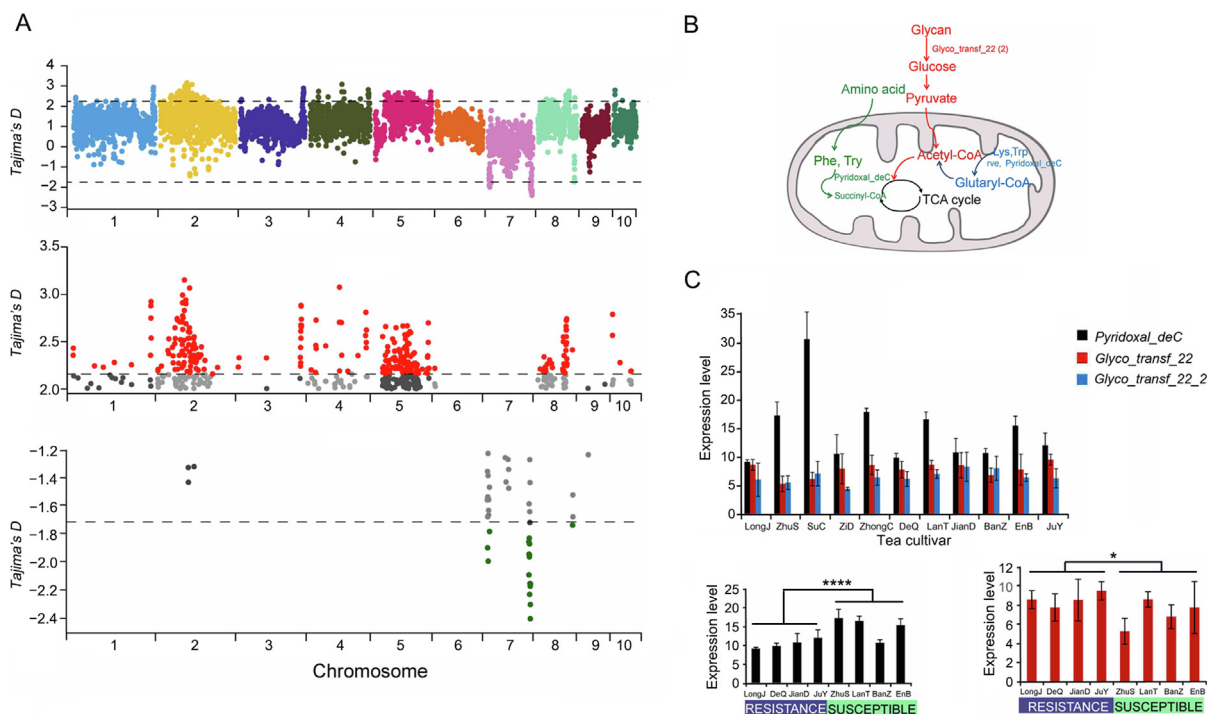 A
Tajima's D
4
3
2
1
0
−1
−2
−3
1 2 3 4 5 6 7 8 9 10
Tajima's D
3.5
3.0
2.5
2.0
1 2 3 4 5 6 7 8 9 10
Tajima's D
−1.2
−1.4
−1.6
−1.8
−2.0
−2.2
−2.4
1 2 3 4 5 6 7 8 9 10
Chromosome
B
Glycan
Glyco_transf_22 (2)
Glucose
Amino acid
Pyruvate
Acetyl-CoA
Lys,Trp
rve, Pyridoxal_deC
Phe, Try
Pyridoxal_deC
Glutaryl-CoA
Succinyl-CoA
TCA cycle
C
Expression level
35
30
25
20
15
10
5
0
LongJ ZhuS SuC ZiD ZhongC DeQ LanT JianD BanZ EnB JuY
Tea cultivar
Pyridoxal_deC
Glyco_transf_22
Glyco_transf_22_2
Expression level
25
20
15
10
5
0
****
LongJ DeQ JianD JuY ZhuS LanT BanZ EnB
RESISTANCE SUSCEPTIBLE
Expression level
12
10
8
6
4
2
0
*
LongJ DeQ JianD JuY ZhuS LanT BanZ EnB
RESISTANCE SUSCEPTIBLE